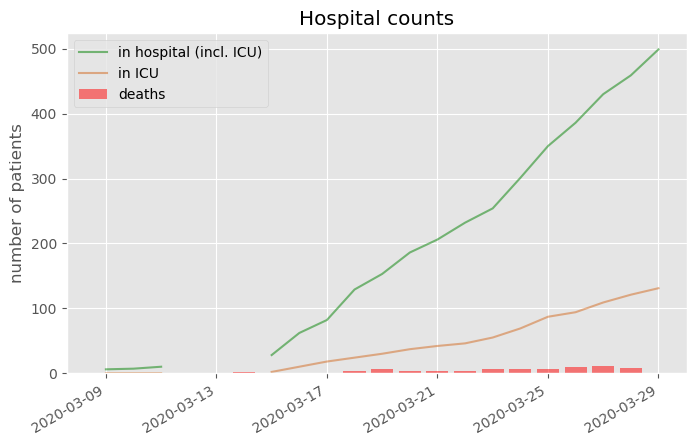 Hospital counts
in hospital (incl. ICU)
in ICU
deaths
number of patients
500
400
300
200
100
0
2020-03-09
2020-03-13
2020-03-17
2020-03-21
2020-03-25
2020-03-29